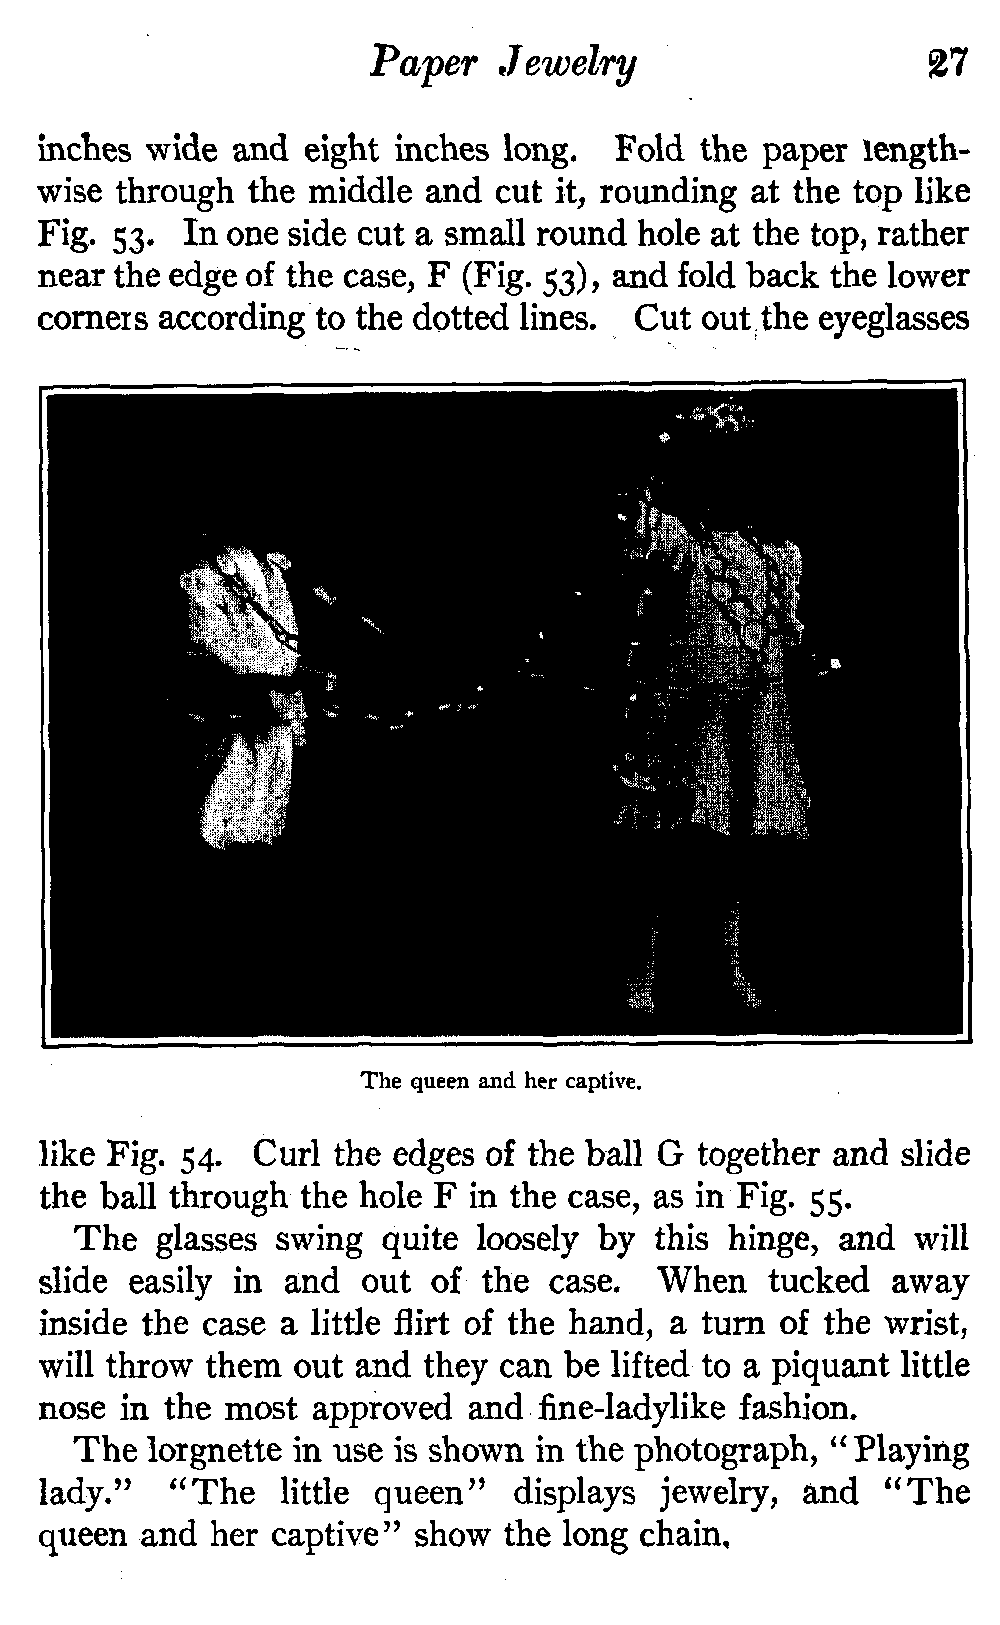 Paper Jewelry 27
inches wide and eight inches long. Fold the paper length-
wise through the middle and cut it, rounding at the top like
Fig. 53. In one side cut a small round hole at the top, rather
near the edge of the case, F (Fig. 53), and fold back the lower
corners according to the dotted lines. Cut out the eyeglasses
The queen and her captive.
like Fig. 54. Curl the edges of the ball G together and slide
the ball through the hole F in the case, as in Fig. 55.
The glasses swing quite loosely by this hinge, and will
slide easily in and out of the case. When tucked away
inside the case a little flirt of the hand, a turn of the wrist,
will throw them out and they can be lifted to a piquant little
nose in the most approved and fine-ladylike fashion.
The lorgnette in use is shown in the photograph, “Playing
lady.” “The little queen” displays jewelry, and “The
queen and her captive” show the long chain.